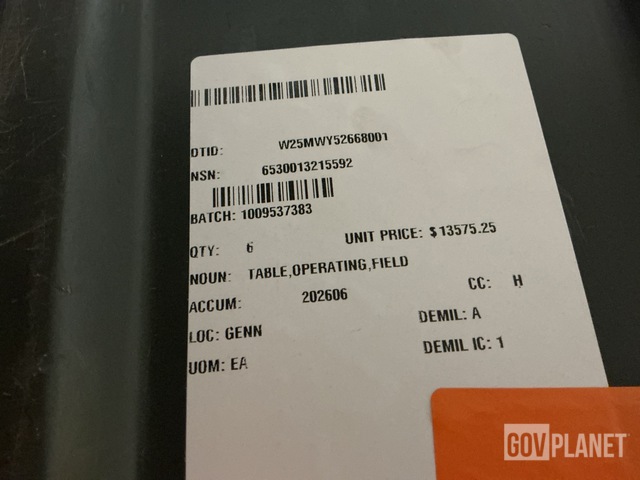 DTID: W25MWY52668001
NSN: 6530013215592
BATCH: 1009537383
QTY: 6 UNIT PRICE: $13575.25
NOUN: TABLE,OPERATING,FIELD
ACCUM: 202606 CC: H
LOC: GENN DEMIL: A
UOM: EA DEMIL IC: 1
GOVPLANET